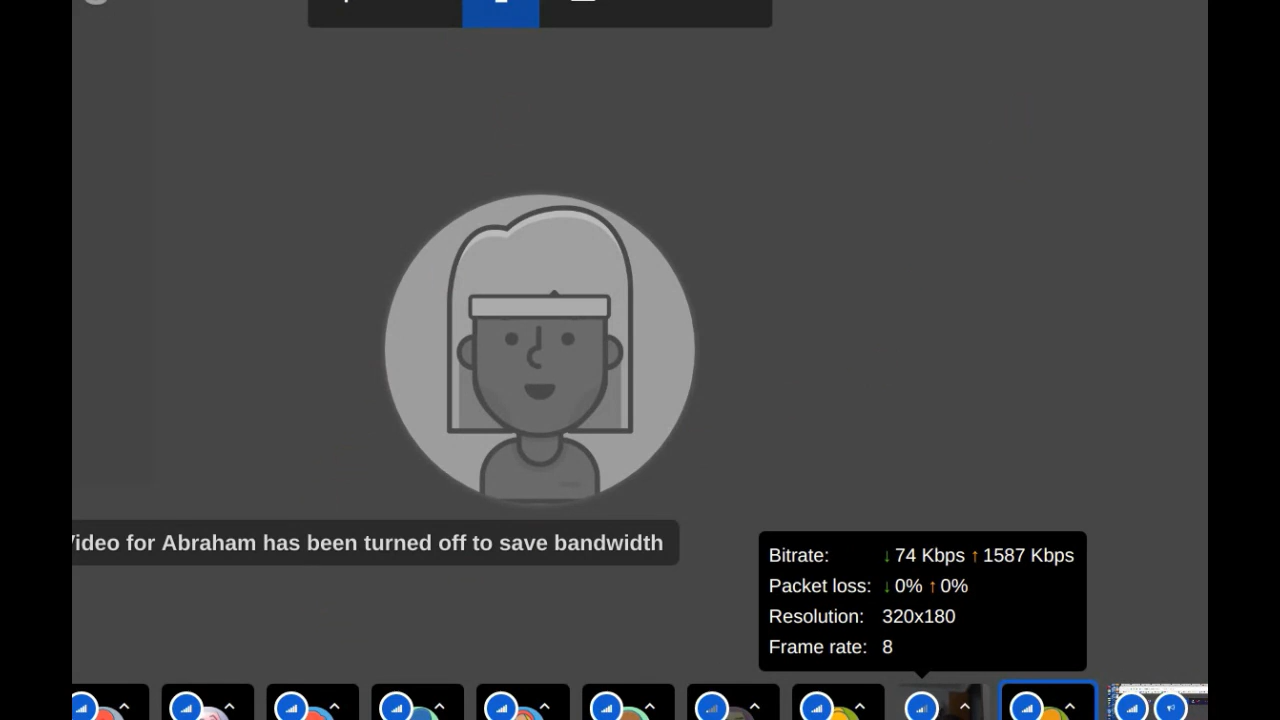 Video for Abraham has been turned off to save bandwidth
Bitrate: ↓ 74 Kbps ↑ 1587 Kbps
Packet loss: ↓ 0% ↑ 0%
Resolution: 320x180
Frame rate: 8